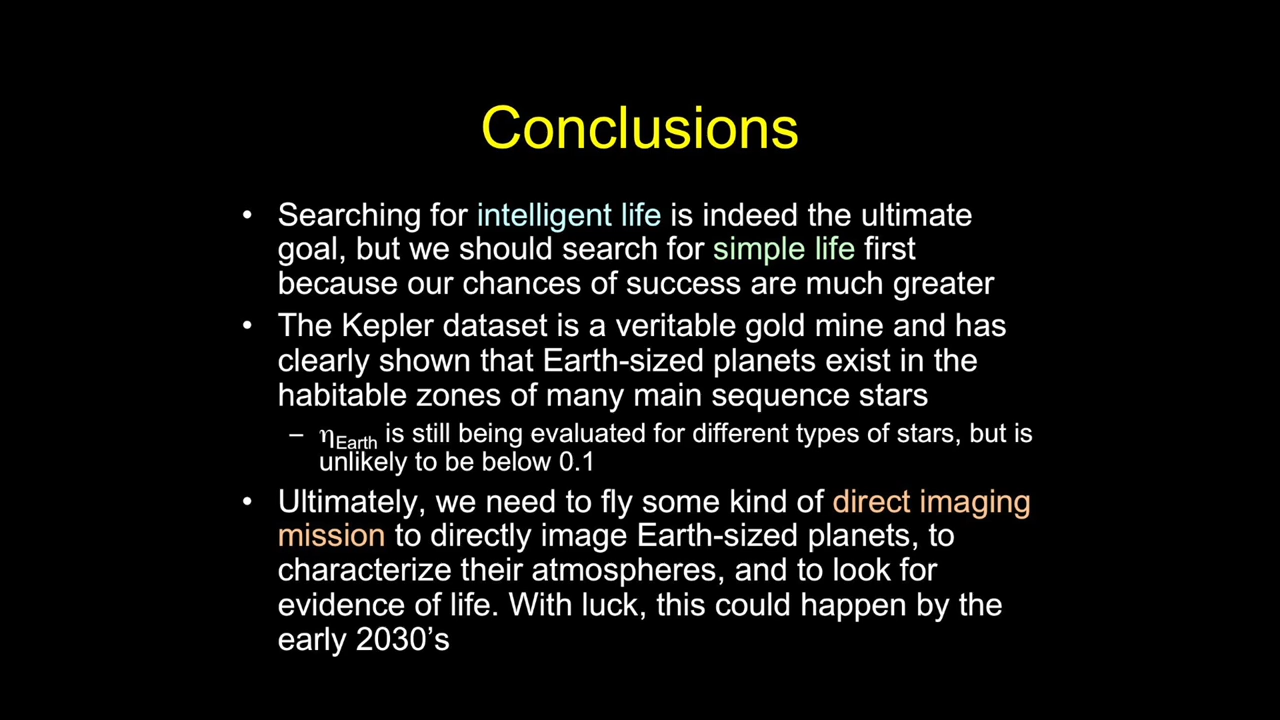 Conclusions
• Searching for intelligent life is indeed the ultimate
goal, but we should search for simple life first
because our chances of success are much greater
• The Kepler dataset is a veritable gold mine and has
clearly shown that Earth-sized planets exist in the
habitable zones of many main sequence stars
– ηEarth is still being evaluated for different types of stars, but is
unlikely to be below 0.1
• Ultimately, we need to fly some kind of direct imaging
mission to directly image Earth-sized planets, to
characterize their atmospheres, and to look for
evidence of life. With luck, this could happen by the
early 2030’s